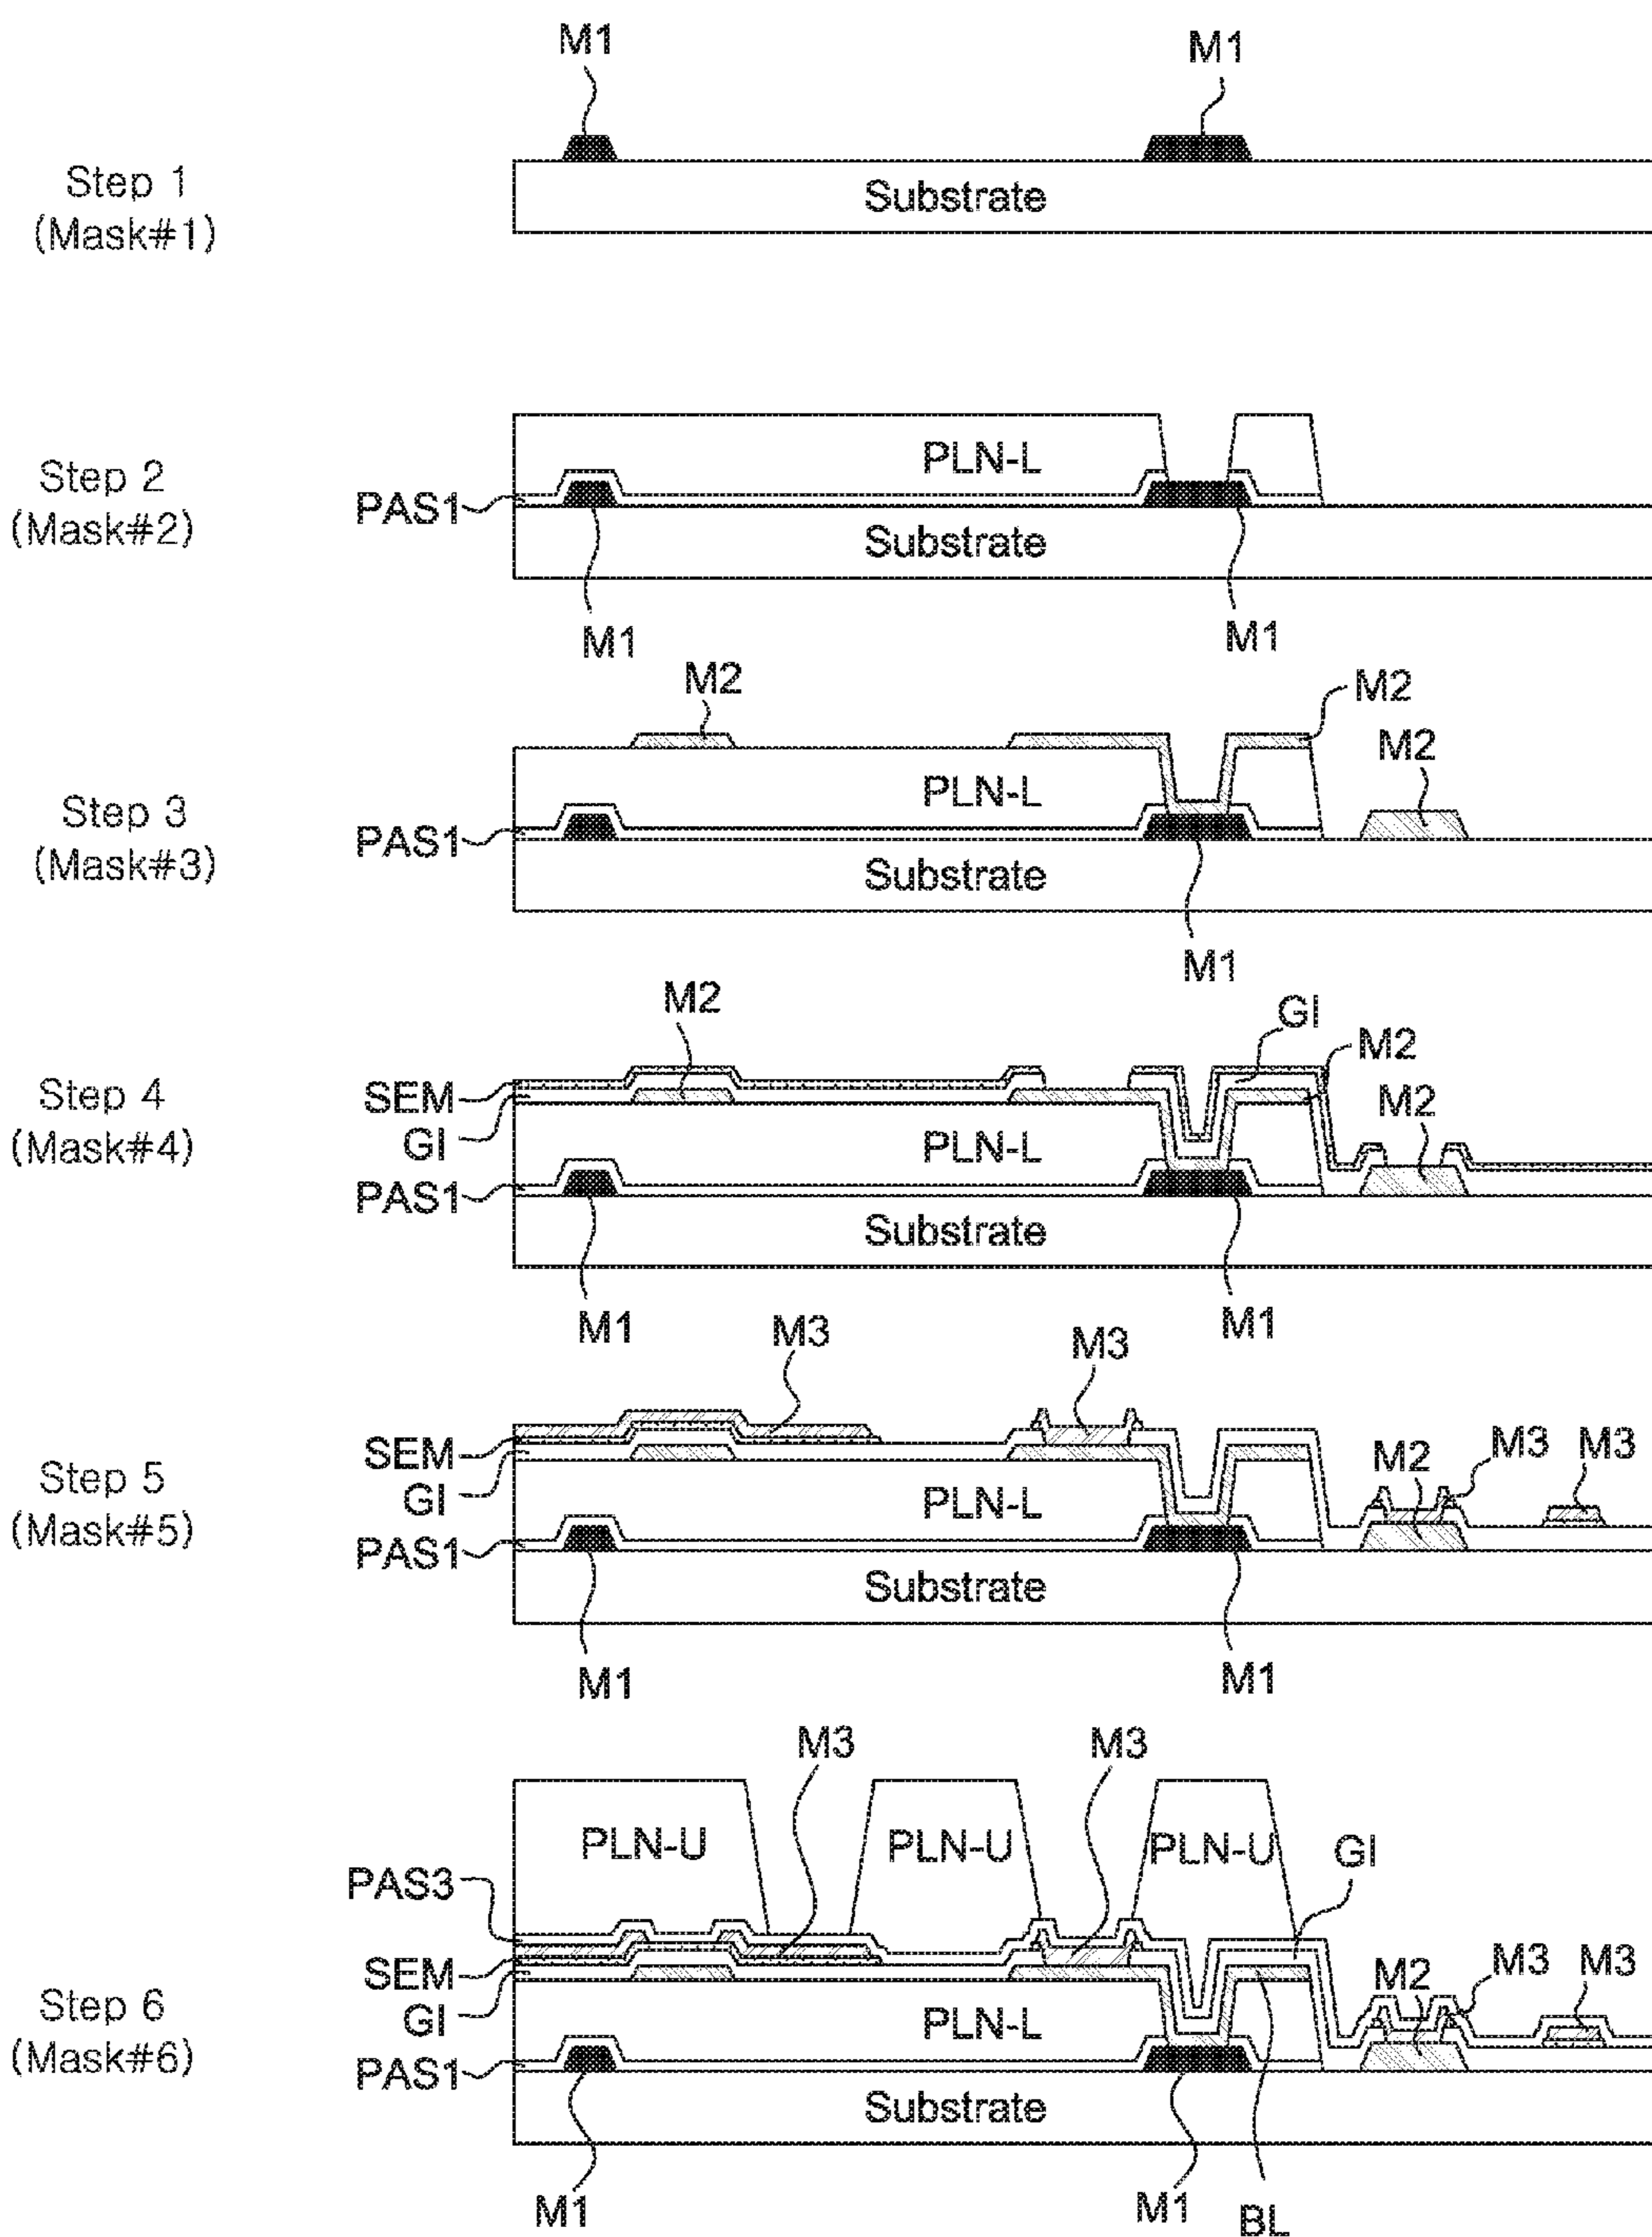 M1
M1
Step 1
(Mask#1)
Substrate
Step 2
(Mask#2)
PLN-L
PAS1
Substrate
M1
M1
M2
M2
M2
Step 3
(Mask#3)
PLN-L
PAS1
Substrate
M1
M2
GI
M2
M2
Step 4
(Mask#4)
SEM
GI
PLN-L
PAS1
Substrate
M1
M1
M3
M3
Step 5
(Mask#5)
SEM
GI
M2
M3
M3
PLN-L
PAS1
Substrate
M1
M1
M3
M3
PLN-U
PLN-U
PLN-U
GI
PAS3
Step 6
(Mask#6)
SEM
GI
M2
M3
M3
PLN-L
PAS1
Substrate
M1
M1
BL